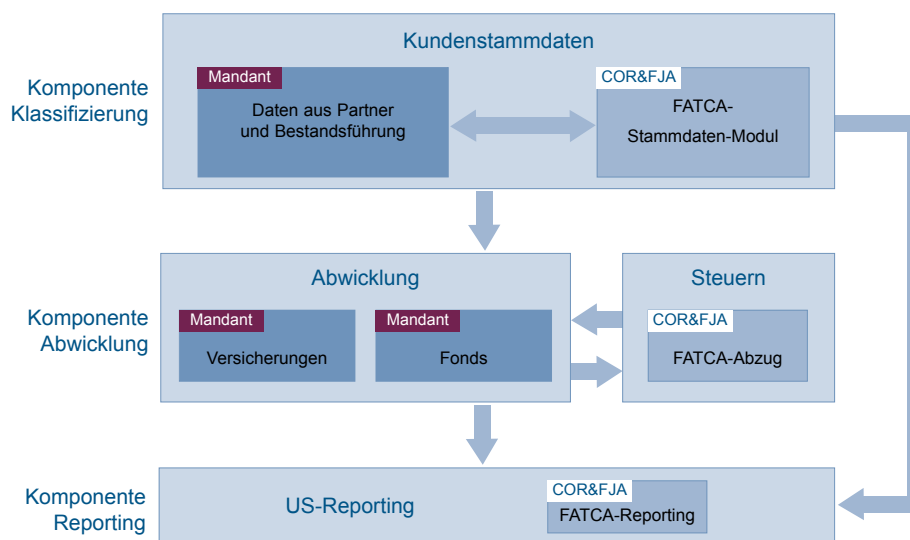 Kundenstammdaten
Komponente
Klassifizierung
Mandant
Daten aus Partner
und Bestandsführung
COR&FJA
FATCA-
Stammdaten-Modul
Komponente
Abwicklung
Abwicklung
Mandant
Versicherungen
Mandant
Fonds
Steuern
COR&FJA
FATCA-Abzug
Komponente
Reporting
US-Reporting
COR&FJA
FATCA-Reporting